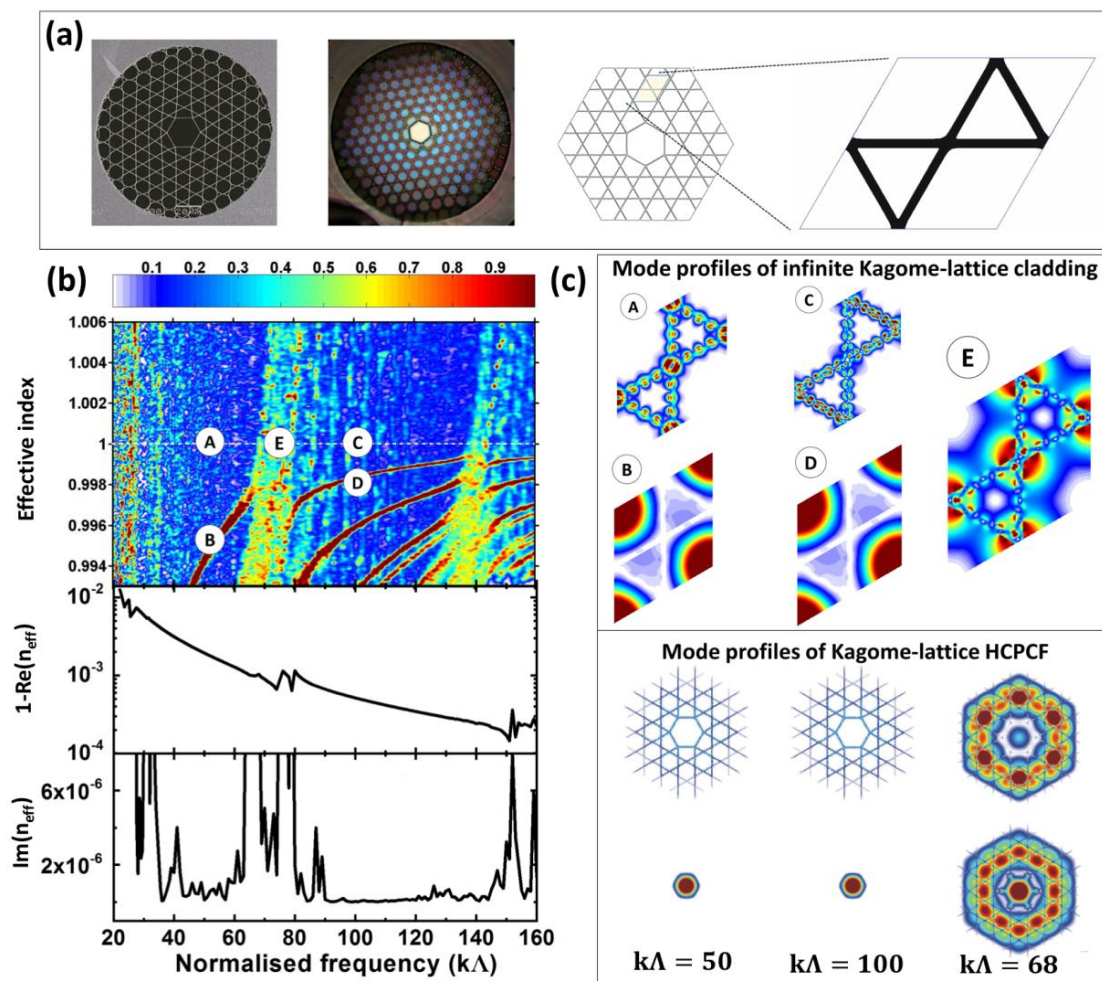 (a)
(b)
0.1 0.2 0.3 0.4 0.5 0.6 0.7 0.8 0.9
Effective index
1.006
1.004
1.002
1
0.998
0.996
0.994
A
E
C
D
B
1-Re(n_eff)
10^-2
10^-3
10^-4
Im(n_eff)
6x10^-6
2x10^-6
20 40 60 80 100 120 140 160
Normalised frequency (kΛ)
(c)
Mode profiles of infinite Kagome-lattice cladding
A
C
E
B
D
Mode profiles of Kagome-lattice HCPCF
kΛ = 50 kΛ = 100 kΛ = 68